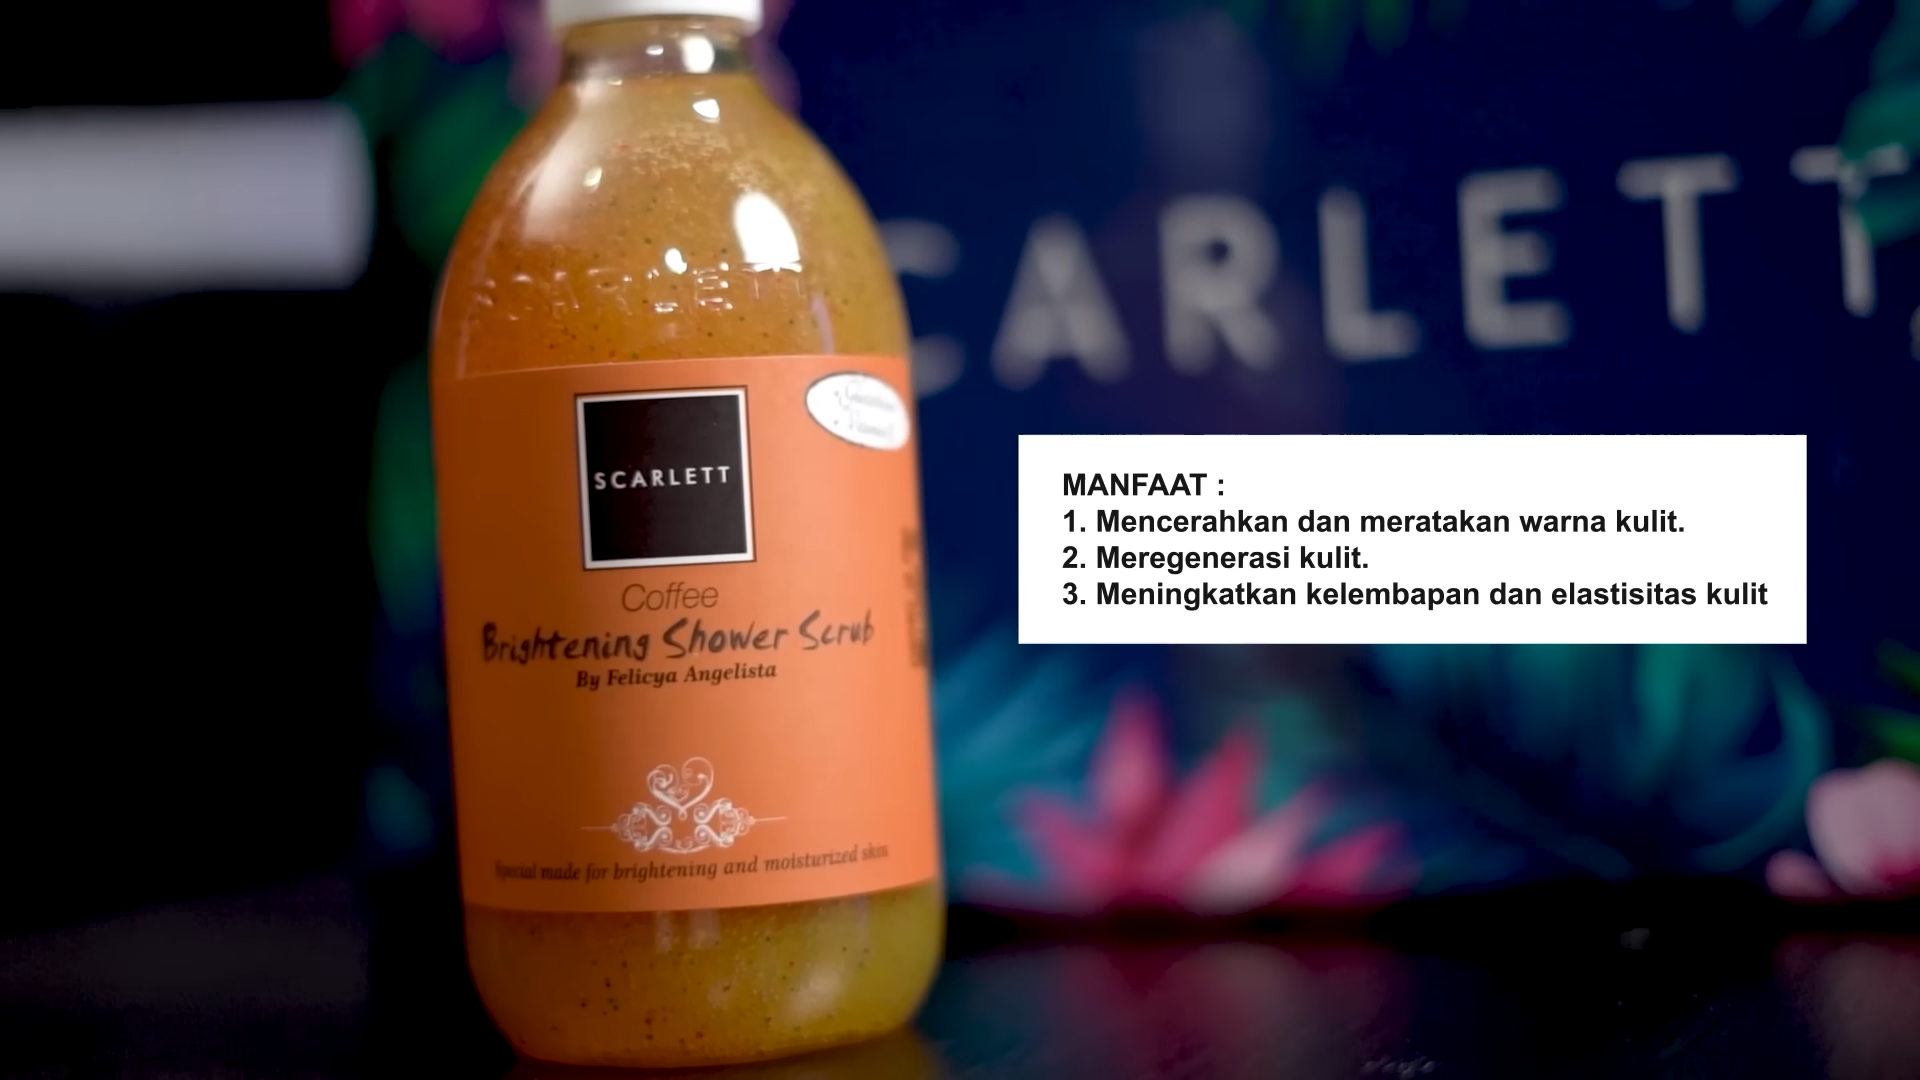 SCARLETT
SCARLETT
Coffee
Brightening Shower Scrub
By Felicya Angelista
Special made for brightening and moisturized skin
CARLETT
MANFAAT :
1. Mencerahkan dan meratakan warna kulit.
2. Meregenerasi kulit.
3. Meningkatkan kelembapan dan elastisitas kulit